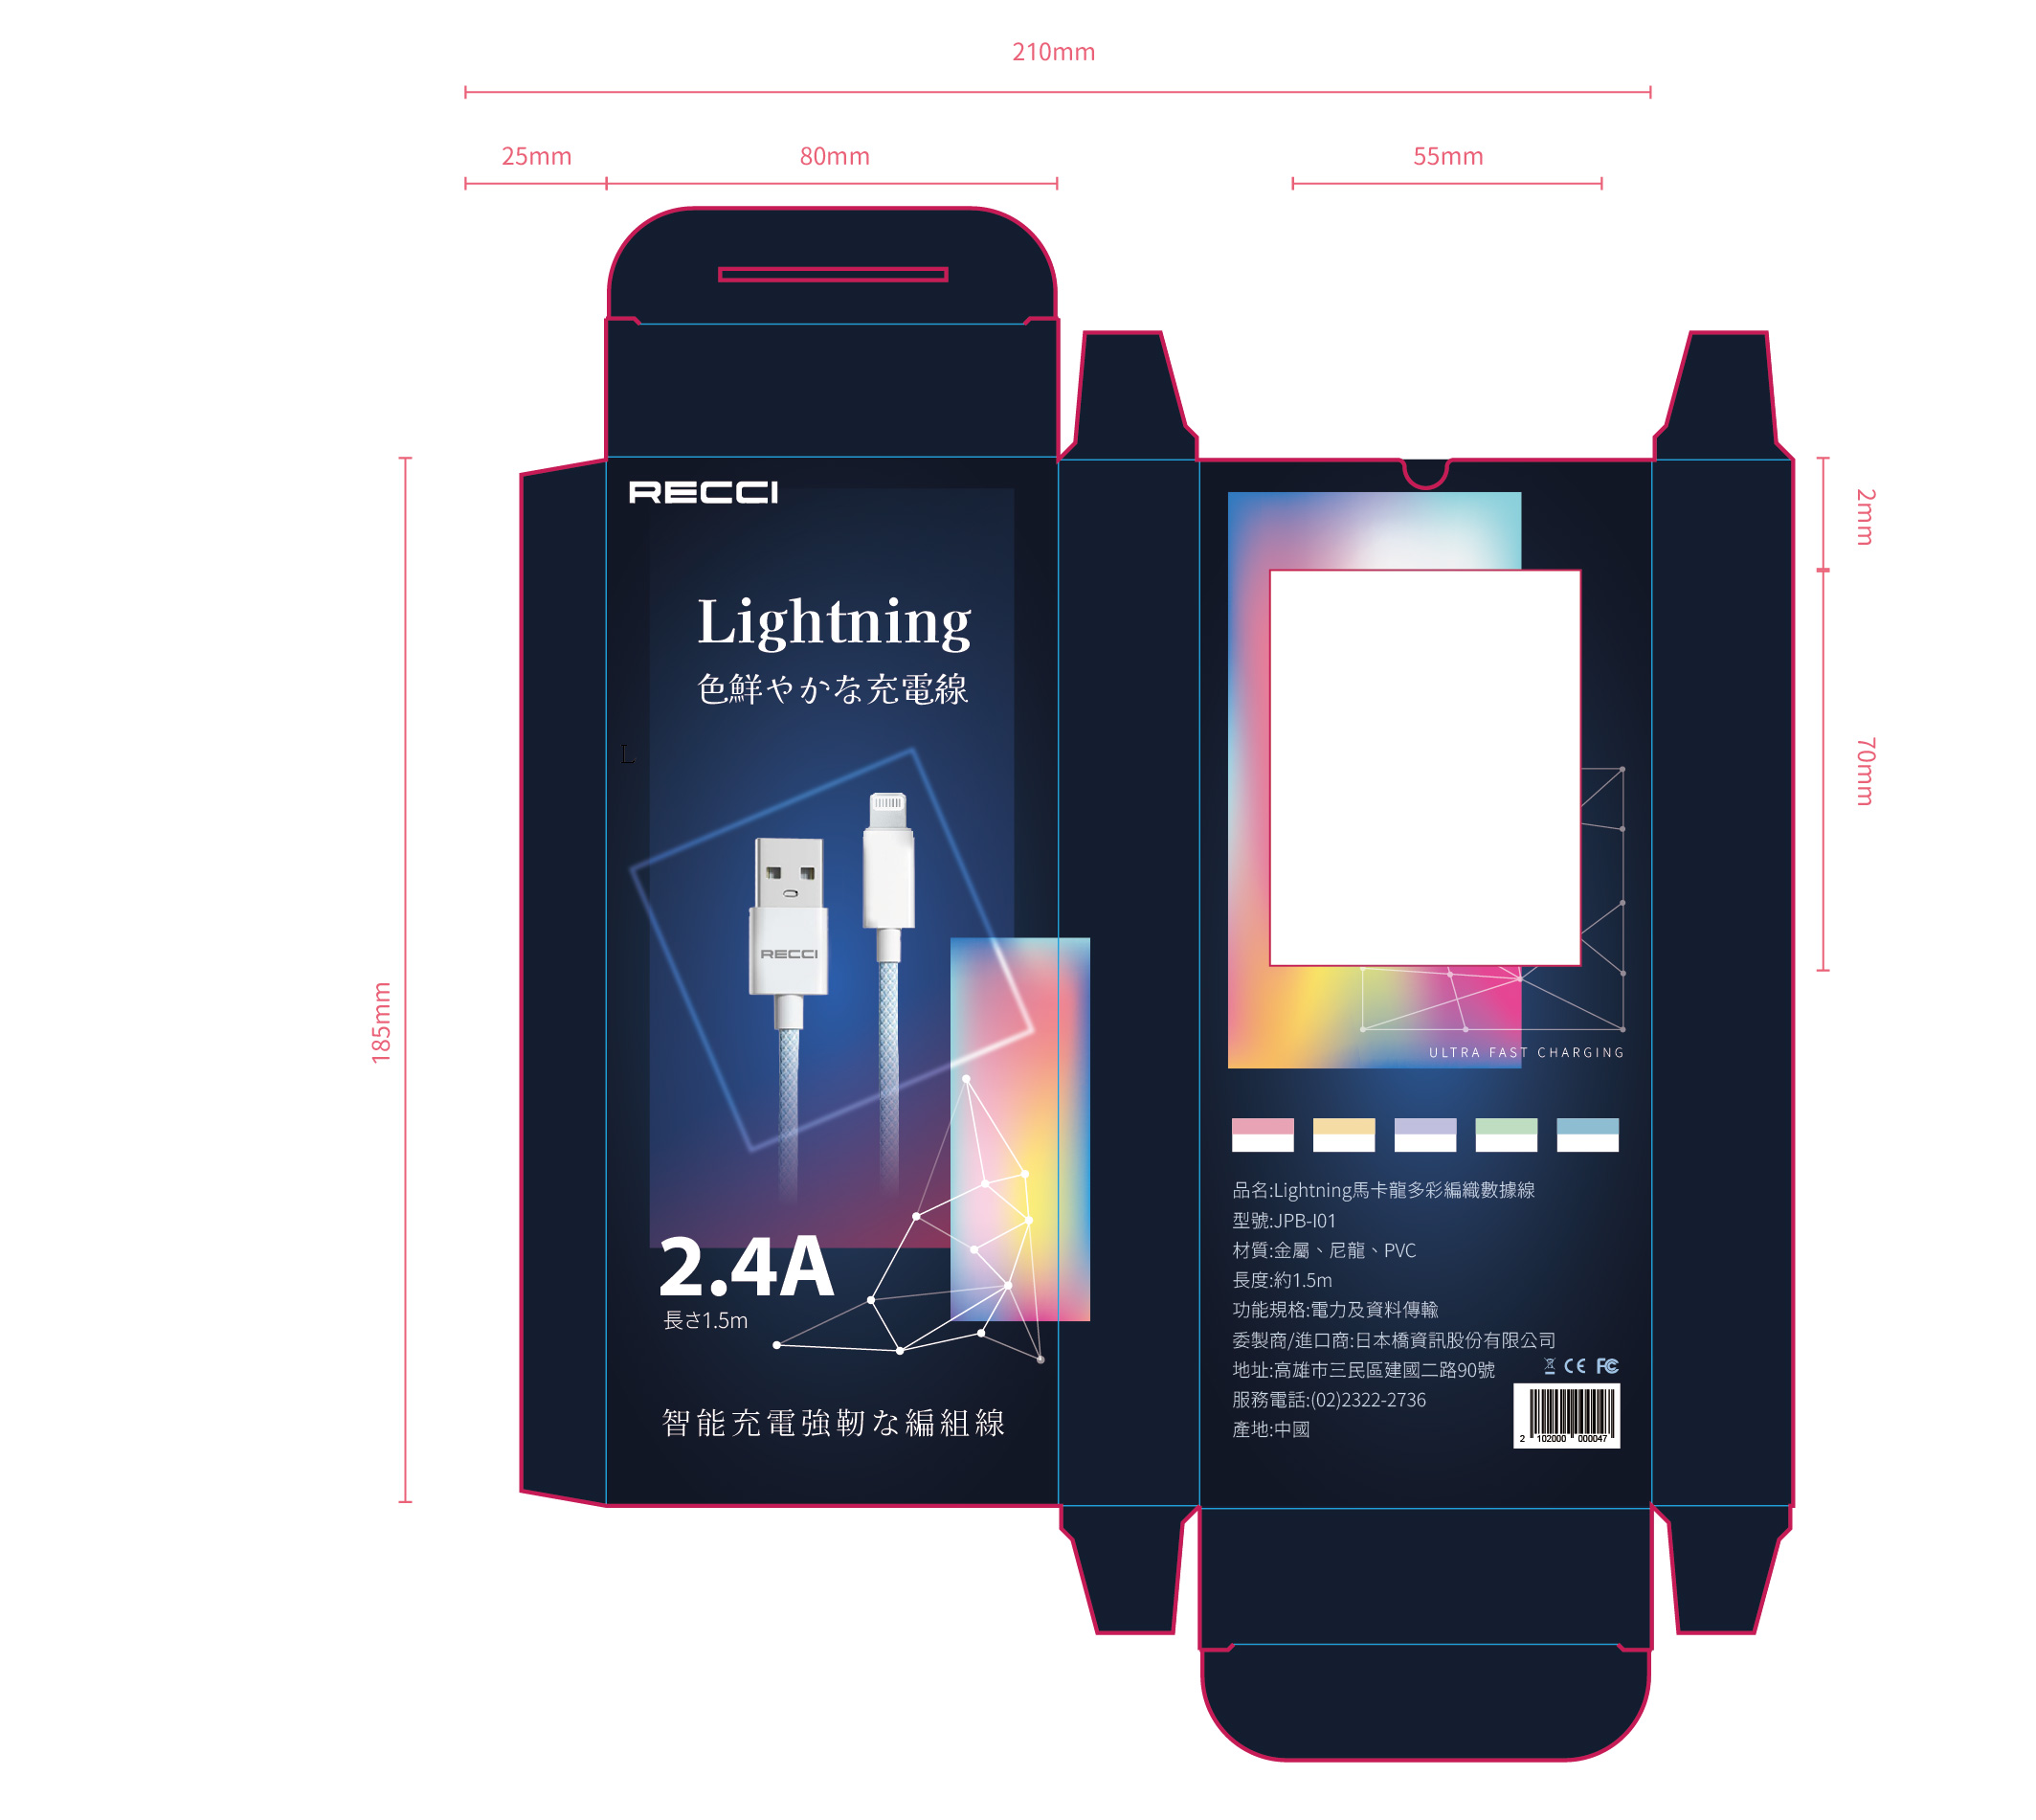 210mm
25mm
80mm
55mm
185mm
2mm
70mm
RECCI
Lightning
色鮮やかな充電線
L
RECCI
2.4A
長さ1.5m
智能充電強靭な編組線
ULTRA FAST CHARGING
品名:Lightning馬卡龍多彩編織數據線
型號:JPB-I01
材質:金屬、尼龍、PVC
長度:約1.5m
功能規格:電力及資料傳輸
委製商/進口商:日本橋資訊股份有限公司
地址:高雄市三民區建國二路90號
服務電話:(02)2322-2736
產地:中國
CE FC
2 102000 000047